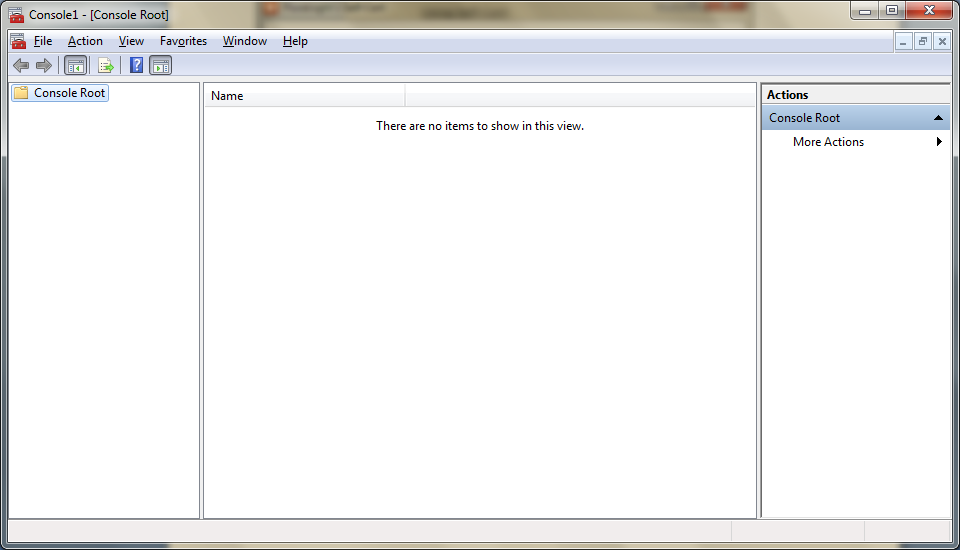 Console1 - [Console Root]
File Action View Favorites Window Help
Console Root
Name
There are no items to show in this view.
Actions
Console Root
More Actions